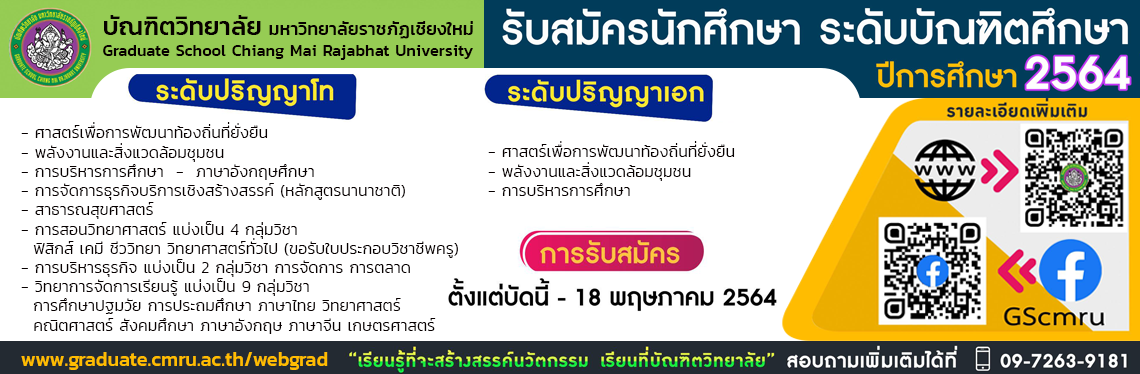 บัณฑิตวิทยาลัย มหาวิทยาลัยราชภัฏเชียงใหม่
Graduate School Chiang Mai Rajabhat University
รับสมัครนักศึกษา ระดับบัณฑิตศึกษา
ปีการศึกษา 2564
ระดับปริญญาโท
- ศาสตร์เพื่อการพัฒนาท้องถิ่นที่ยั่งยืน
- พลังงานและสิ่งแวดล้อมชุมชน
- การบริหารการศึกษา - ภาษาอังกฤษศึกษา
- การจัดการธุรกิจบริการเชิงสร้างสรรค์ (หลักสูตรนานาชาติ)
- สาธารณสุขศาสตร์
- การสอนวิทยาศาสตร์ แบ่งเป็น 4 กลุ่มวิชา
ฟิสิกส์ เคมี ชีววิทยา วิทยาศาสตร์ทั่วไป (ขอรับใบประกอบวิชาชีพครู)
- การบริหารธุรกิจ แบ่งเป็น 2 กลุ่มวิชา การจัดการ การตลาด
- วิทยาการจัดการเรียนรู้ แบ่งเป็น 9 กลุ่มวิชา
การศึกษาปฐมวัย การประถมศึกษา ภาษาไทย วิทยาศาสตร์
คณิตศาสตร์ สังคมศึกษา ภาษาอังกฤษ ภาษาจีน เกษตรศาสตร์
ระดับปริญญาเอก
- ศาสตร์เพื่อการพัฒนาท้องถิ่นที่ยั่งยืน
- พลังงานและสิ่งแวดล้อมชุมชน
- การบริหารการศึกษา
การรับสมัคร
ตั้งแต่บัดนี้ - 18 พฤษภาคม 2564
รายละเอียดเพิ่มเติม
WWW
GScmru
www.graduate.cmru.ac.th/webgrad "เรียนรู้ที่จะสร้างสรรค์นวัตกรรม เรียนที่บัณฑิตวิทยาลัย" สอบถามเพิ่มเติมได้ที่ 09-7263-9181